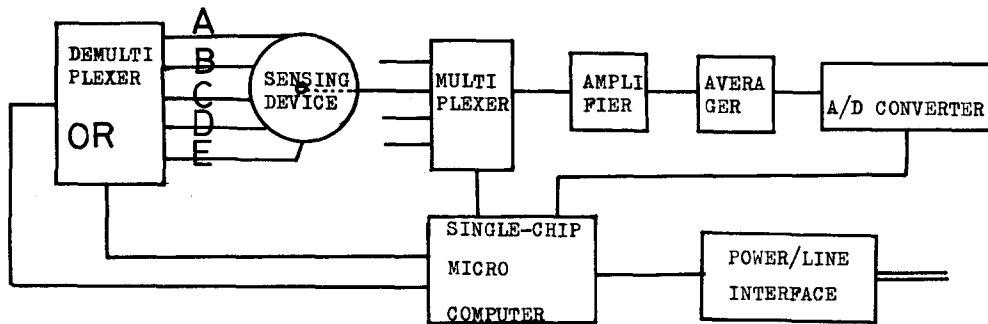 DEMULTI
PLEXER
OR
A
B
C
D
E
SENSING
DEVICE
MULTI
PLEXER
AMPLI
FIER
AVERA
GER
A/D CONVERTER
SINGLE-CHIP
MICRO
COMPUTER
POWER/LINE
INTERFACE